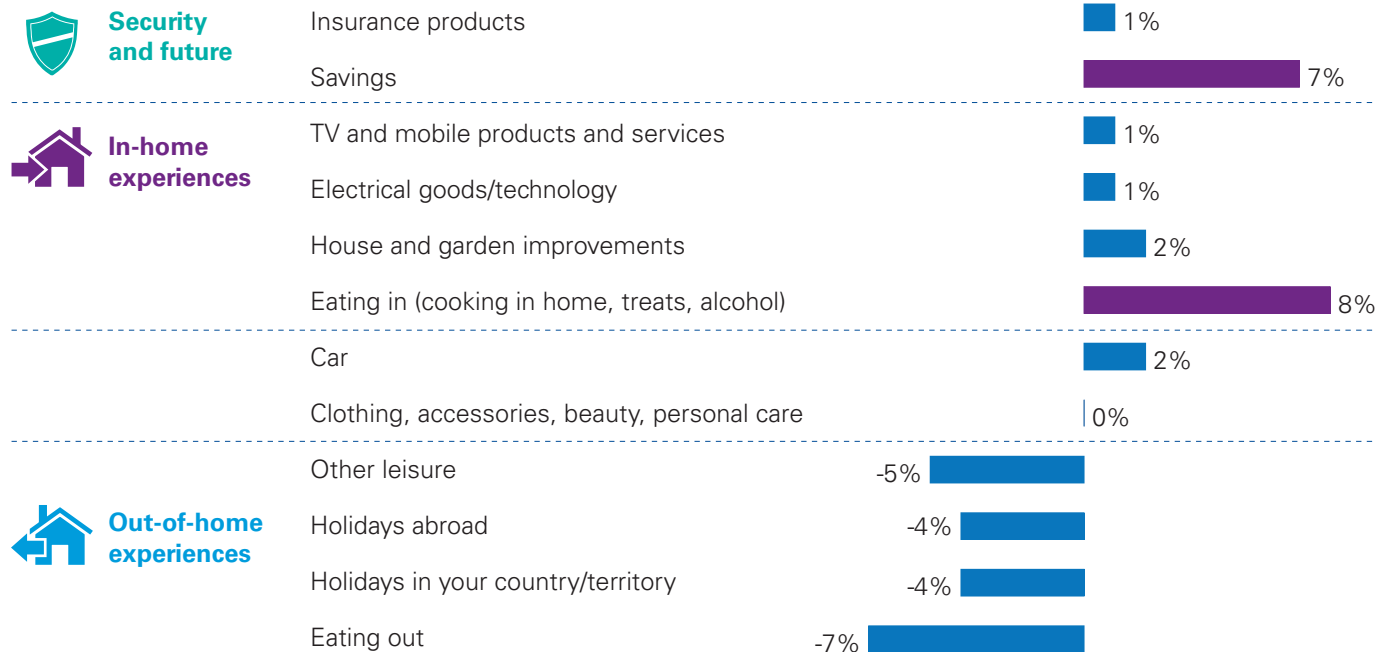 Security
and future
Insurance products
1%
Savings
7%
In-home
experiences
TV and mobile products and services
1%
Electrical goods/technology
1%
House and garden improvements
2%
Eating in (cooking in home, treats, alcohol)
8%
Car
2%
Clothing, accessories, beauty, personal care
0%
Other leisure
-5%
Out-of-home
experiences
Holidays abroad
-4%
Holidays in your country/territory
-4%
Eating out
-7%